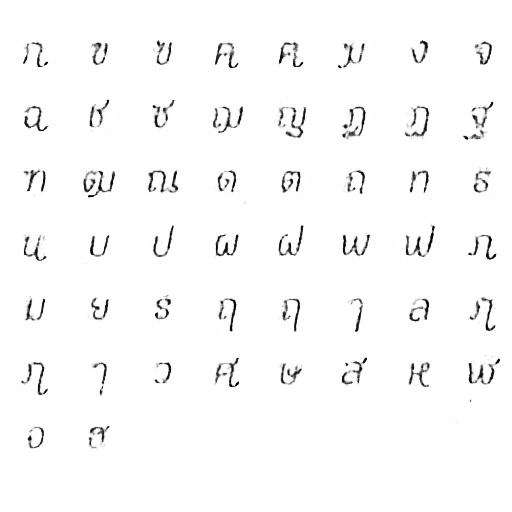 ก ข ฃ ค ฅ ฆ ง จ
ฉ ช ซ ฌ ญ ฎ ฏ ฐ
ฑ ฒ ณ ด ต ถ ท ธ
น บ ป ผ ฝ พ ฟ ภ
ม ย ร ฤ ฤ ๅ ล ฦ
ฦ ๅ ว ศ ษ ส ห ฬ
อ ฮ